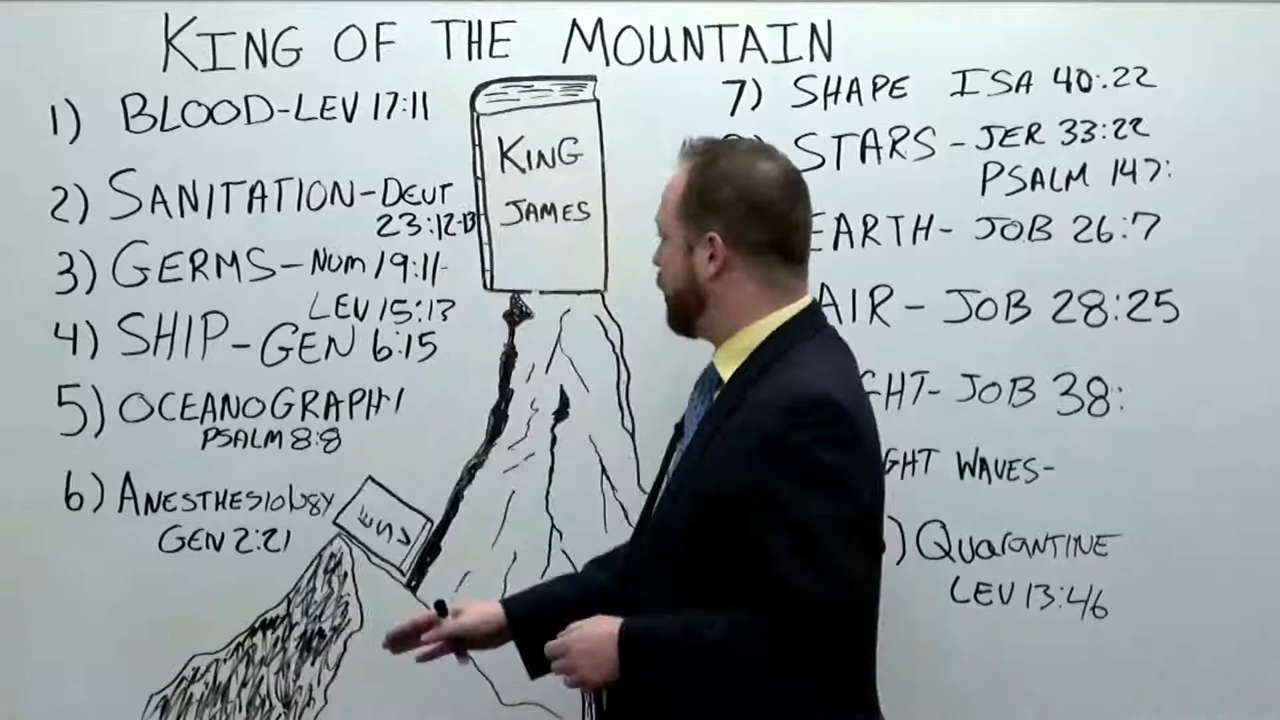 KING OF THE MOUNTAIN
1) BLOOD-LEV 17:11
2) SANITATION-DEUT
23:12-13
3) GERMS-NUM 19:11-
LEV 15:13
4) SHIP-GEN 6:15
5) OCEANOGRAPHY
PSALM 8:8
6) ANESTHESIOLOGY
GEN 2:21
KING
JAMES
ESV
7) SHAPE ISA 40:22
STARS-JER 33:22
PSALM 147:
EARTH-JOB 26:7
AIR-JOB 28:25
GHT-JOB 38:
GHT WAVES-
) QUARANTINE
LEV 13:46